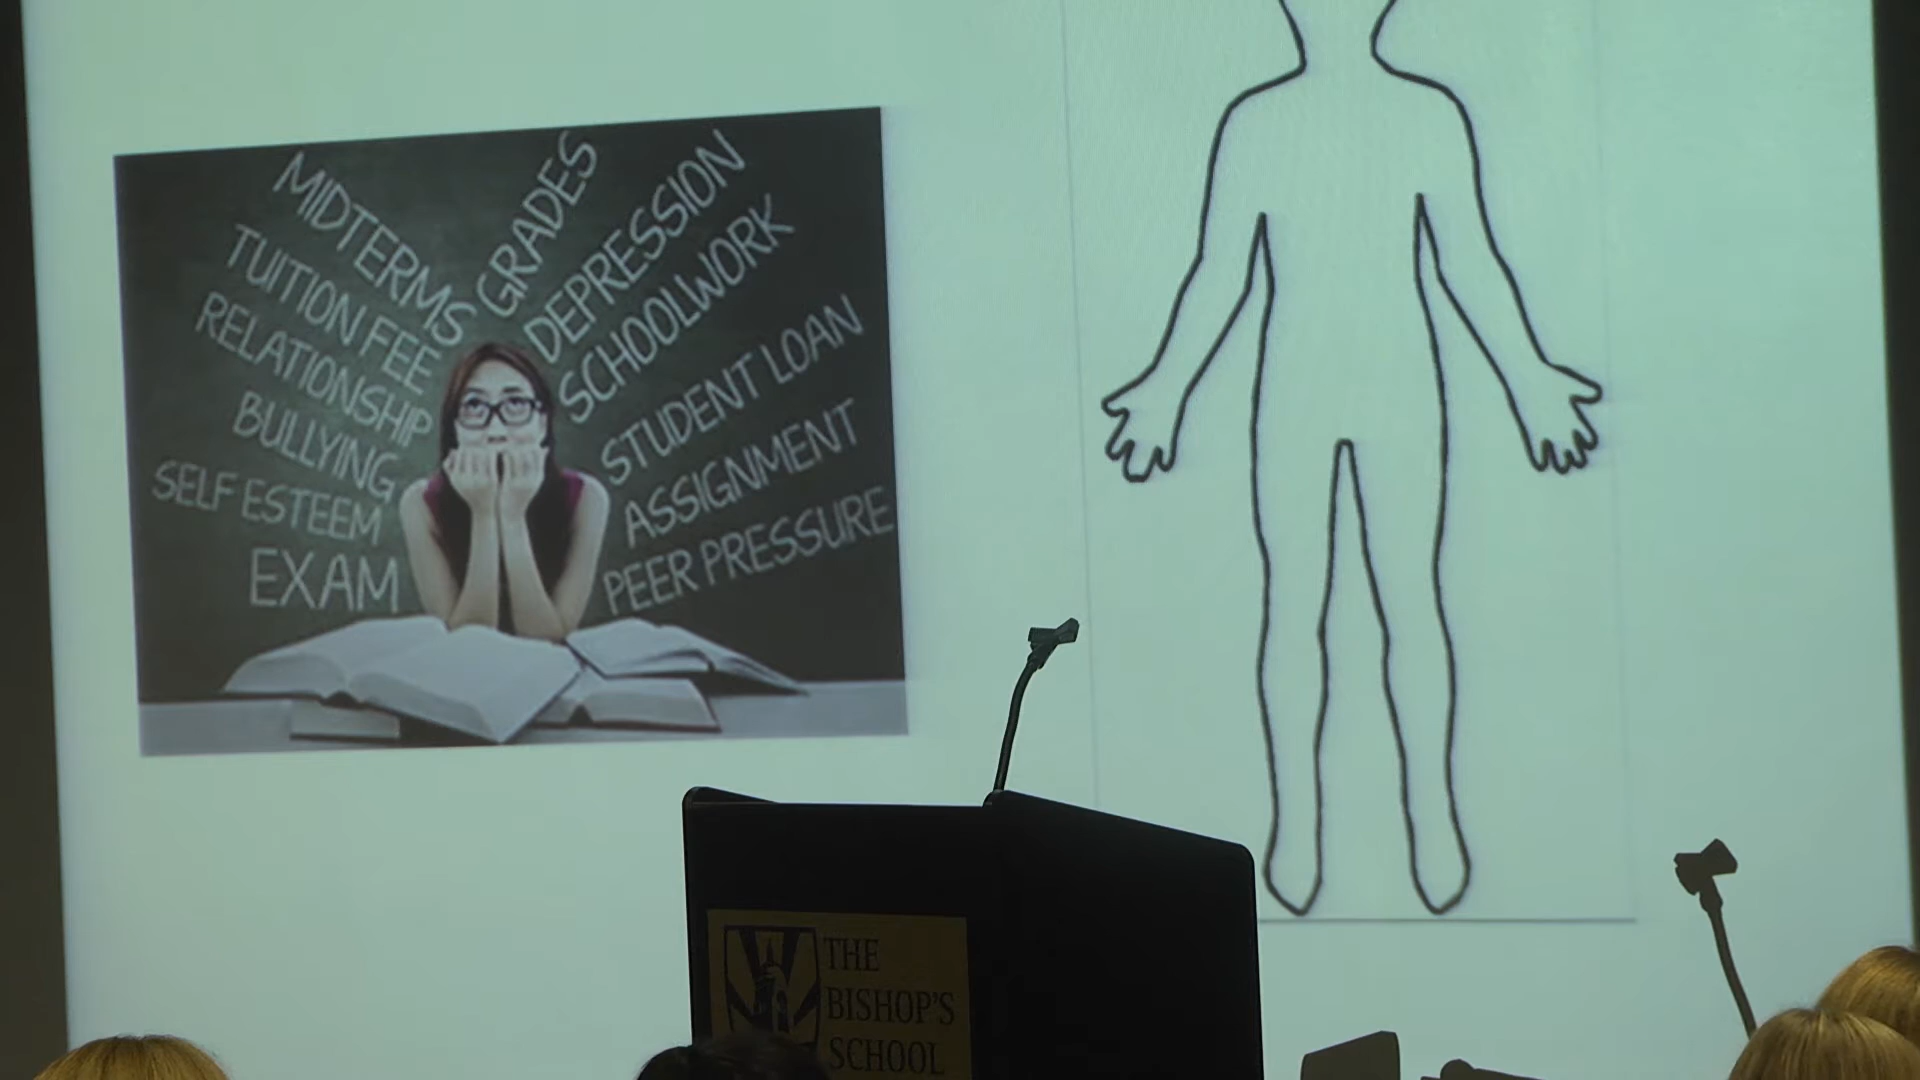 MIDTERMS
GRADES
DEPRESSION
TUITION FEE
SCHOOLWORK
RELATIONSHIP
STUDENT LOAN
BULLYING
ASSIGNMENT
SELF ESTEEM
PEER PRESSURE
EXAM
THE
BISHOP'S
SCHOOL